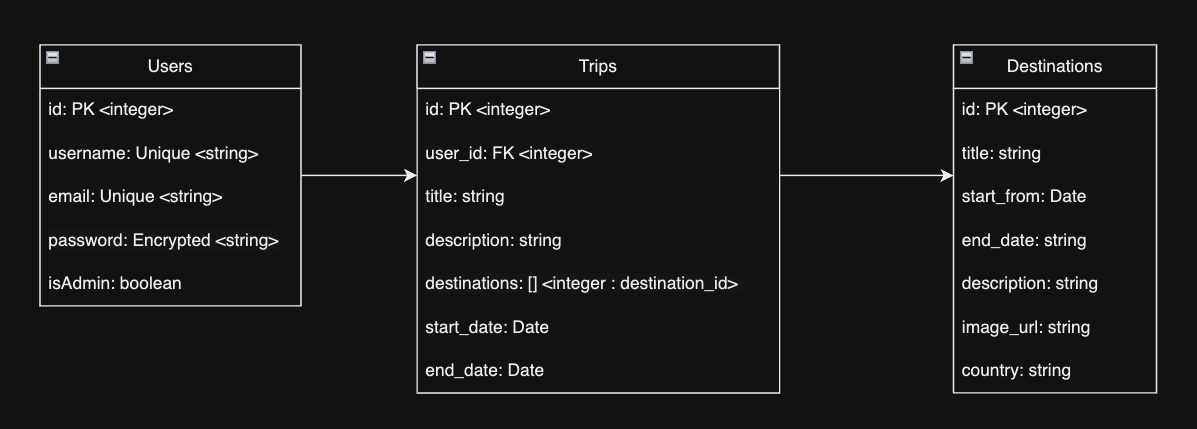 Users
id: PK <integer>
username: Unique <string>
email: Unique <string>
password: Encrypted <string>
isAdmin: boolean
Trips
id: PK <integer>
user_id: FK <integer>
title: string
description: string
destinations: [] <integer : destination_id>
start_date: Date
end_date: Date
Destinations
id: PK <integer>
title: string
start_from: Date
end_date: string
description: string
image_url: string
country: string